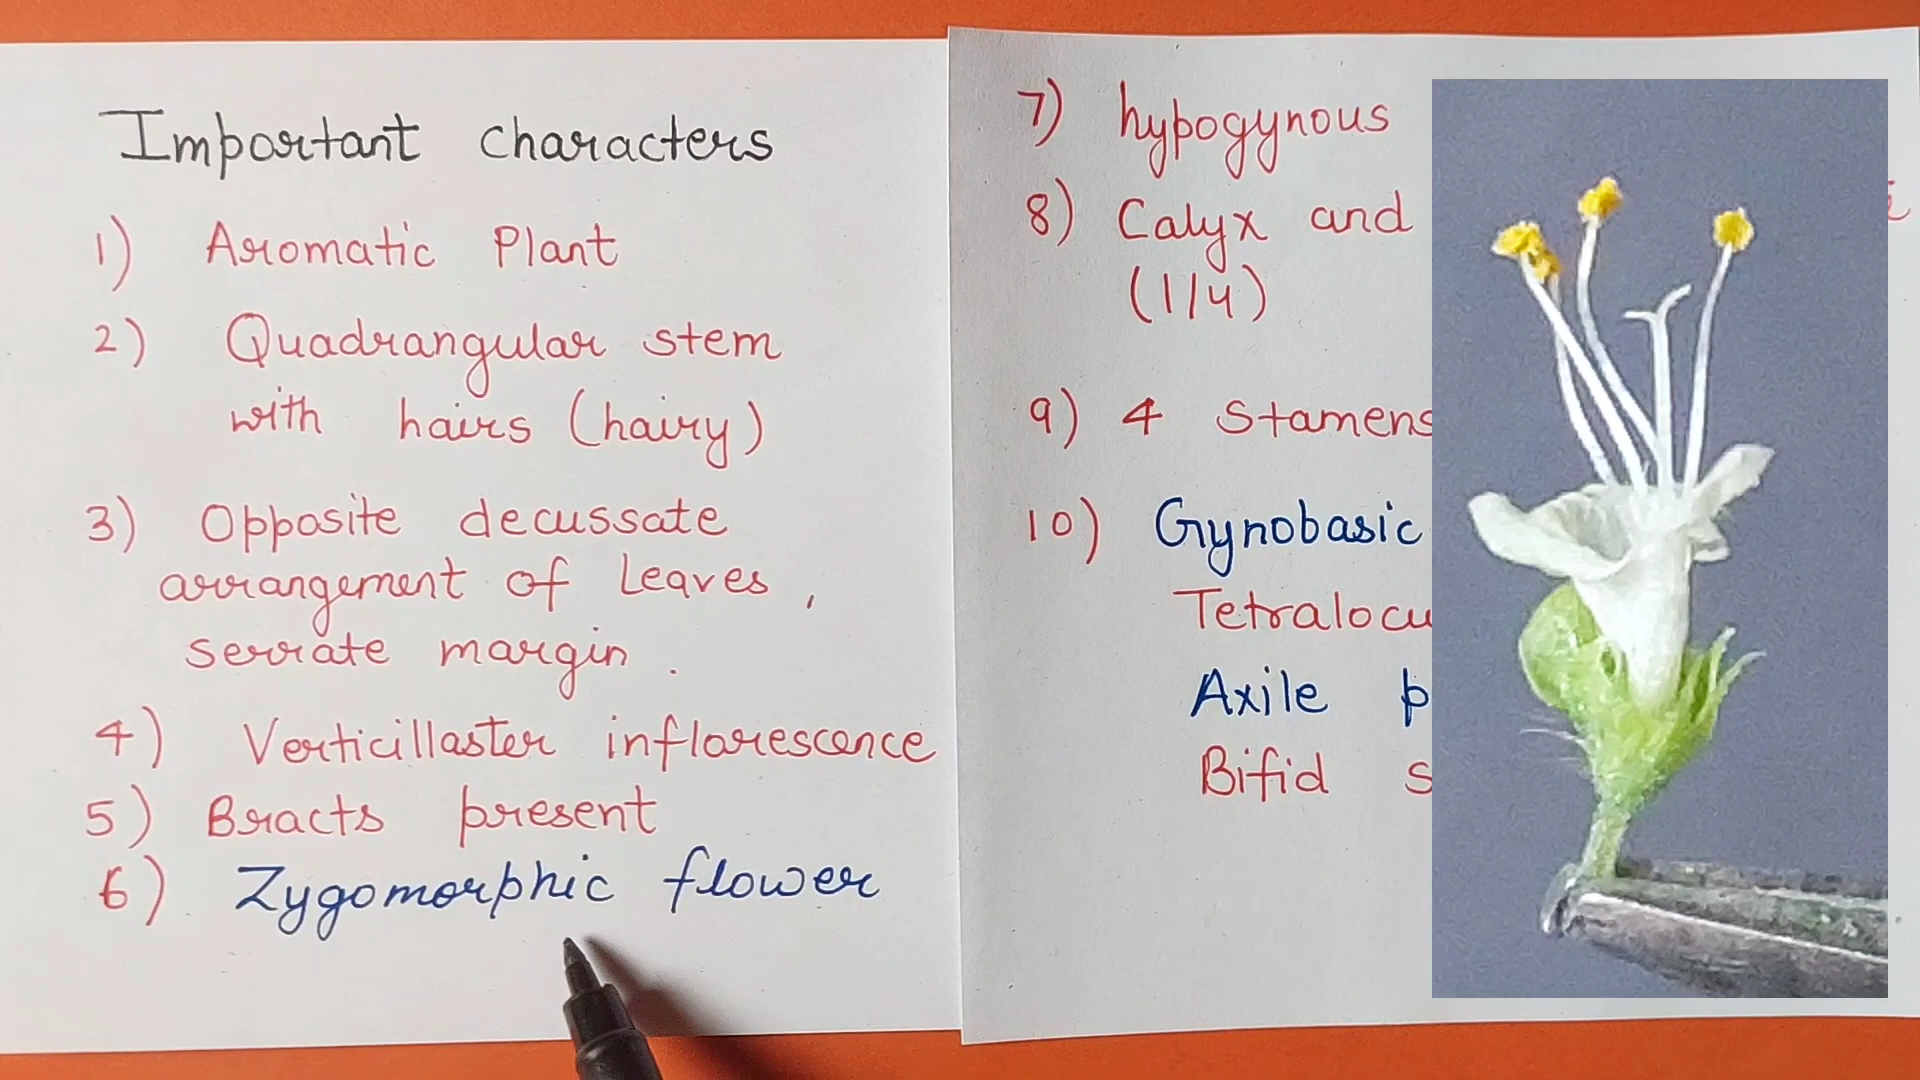 Important characters
1) Aromatic Plant
2) Quadrangular stem
with hairs (hairy)
3) Opposite decussate
arrangement of Leaves,
serrate margin.
4) Verticillaster inflorescence
5) Bracts present
6) Zygomorphic flower
7) hypogynous
8) Calyx and
(1/4)
9) 4 Stamens
10) Gynobasic
Axile
Bifid